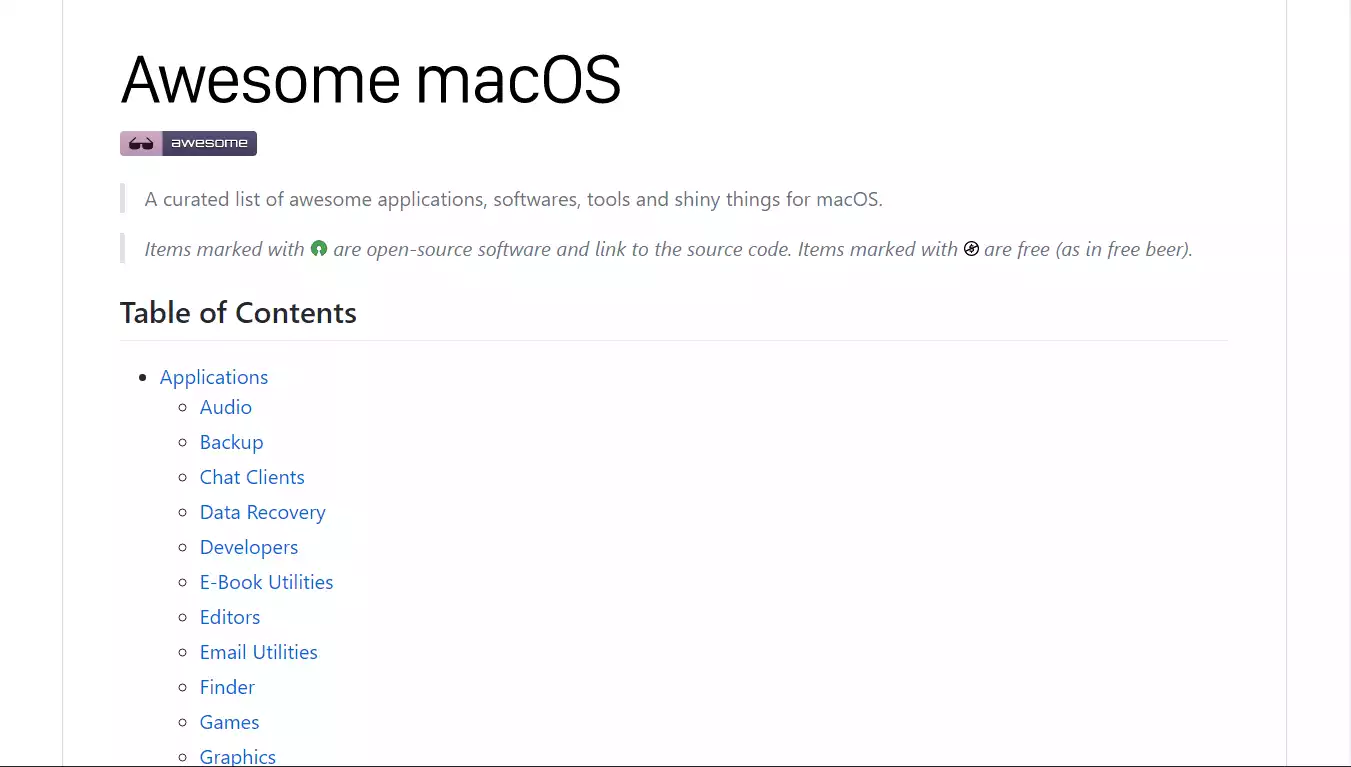 Awesome macOS
awesome
A curated list of awesome applications, softwares, tools and shiny things for macOS.
Items marked with are open-source software and link to the source code. Items marked with are free (as in free beer).
Table of Contents
Applications
Audio
Backup
Chat Clients
Data Recovery
Developers
E-Book Utilities
Editors
Email Utilities
Finder
Games
Graphics